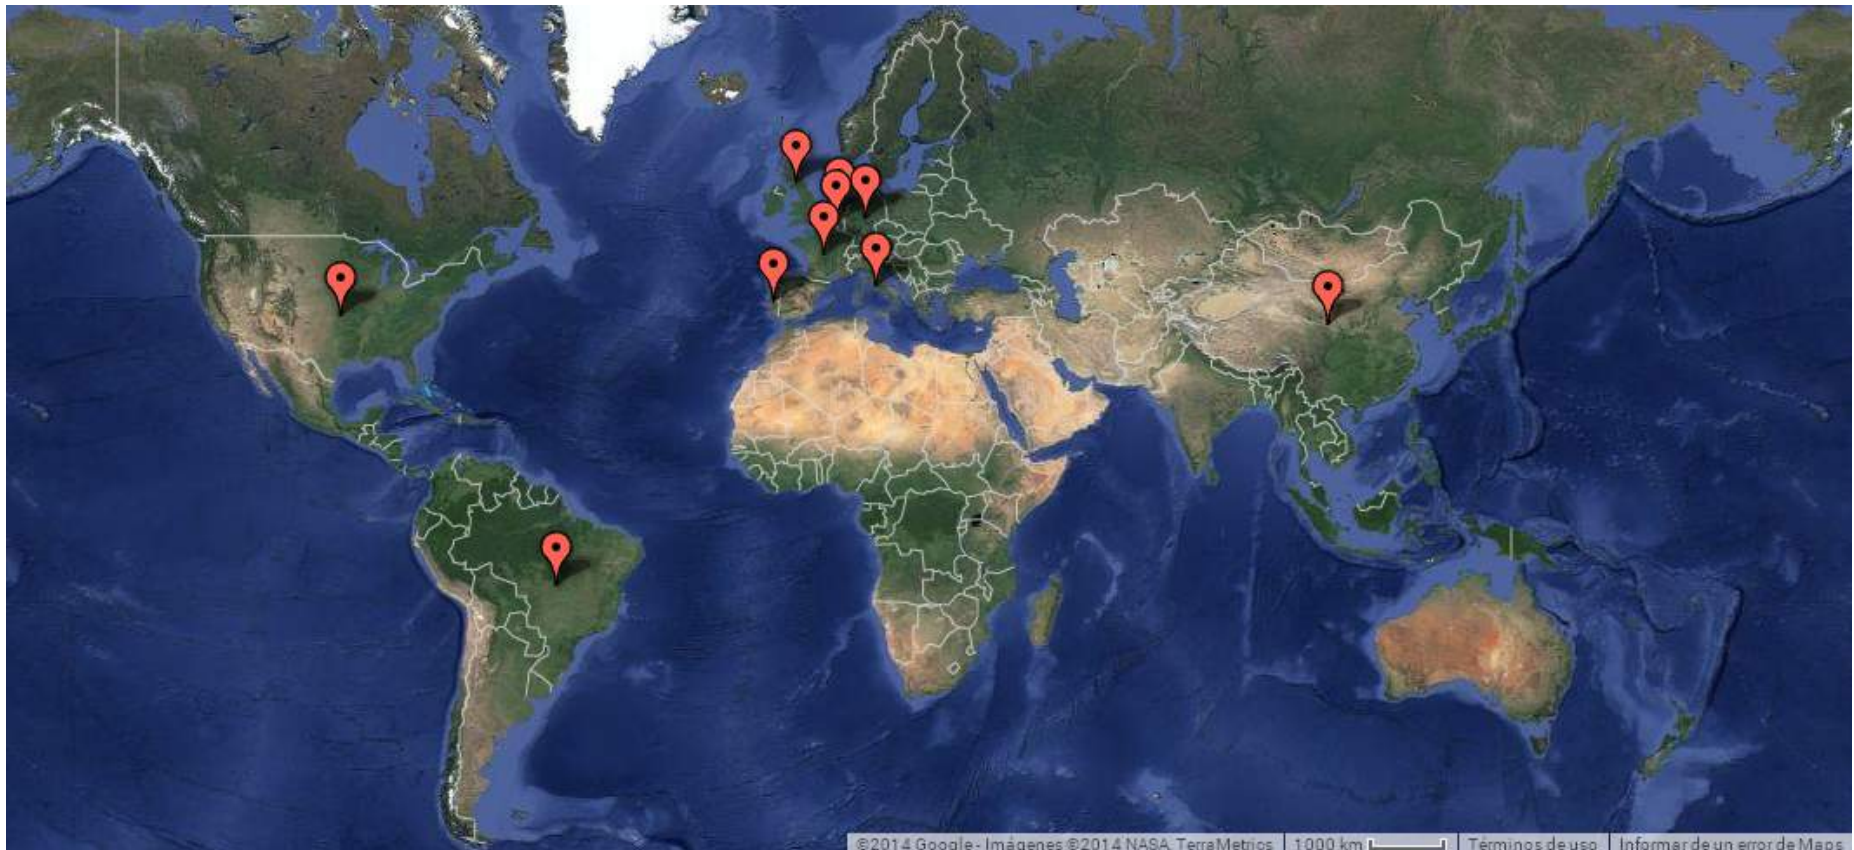 ©2014 Google - Imágenes ©2014 NASA, TerraMetrics 1000 km Términos de uso Informar de un error de Maps